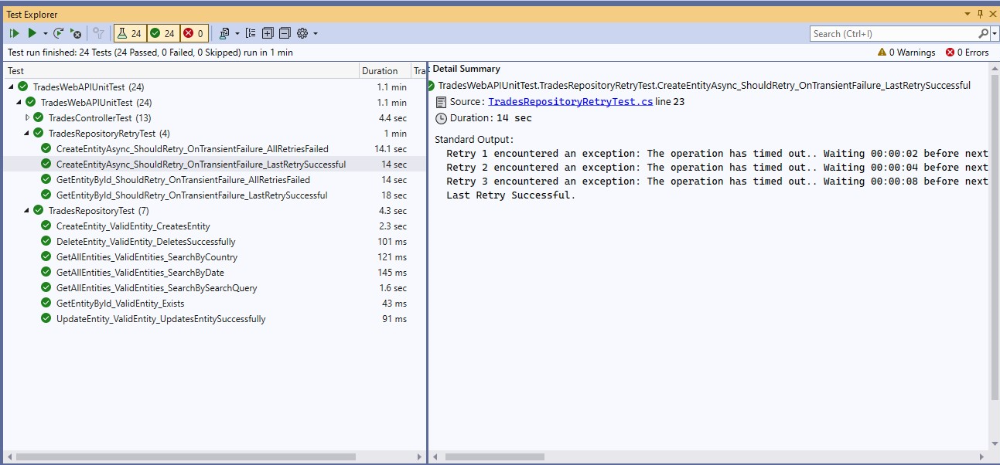 Test Explorer
24 24 0
Search (Ctrl+I)
Test run finished: 24 Tests (24 Passed, 0 Failed, 0 Skipped) run in 1 min
0 Warnings 0 Errors
Test Duration Tra
TradesWebAPIUnitTest (24) 1.1 min
TradesWebAPIUnitTest (24) 1.1 min
TradesControllerTest (13) 4.4 sec
TradesRepositoryRetryTest (4) 1 min
CreateEntityAsync_ShouldRetry_OnTransientFailure_AllRetriesFailed 14.1 sec
CreateEntityAsync_ShouldRetry_OnTransientFailure_LastRetrySuccessful 14 sec
GetEntityById_ShouldRetry_OnTransientFailure_AllRetriesFailed 14 sec
GetEntityById_ShouldRetry_OnTransientFailure_LastRetrySuccessful 18 sec
TradesRepositoryTest (7) 4.3 sec
CreateEntity_ValidEntity_CreatesEntity 2.3 sec
DeleteEntity_ValidEntity_DeletesSuccessfully 101 ms
GetAllEntities_ValidEntities_SearchByCountry 121 ms
GetAllEntities_ValidEntities_SearchByDate 145 ms
GetAllEntities_ValidEntities_SearchBySearchQuery 1.6 sec
GetEntityById_ValidEntity_Exists 43 ms
UpdateEntity_ValidEntity_UpdatesEntitySuccessfully 91 ms
Detail Summary
TradesWebAPIUnitTest.TradesRepositoryRetryTest.CreateEntityAsync_ShouldRetry_OnTransientFailure_LastRetrySuccessful
Source: TradesRepositoryRetryTest.cs line 23
Duration: 14 sec
Standard Output:
Retry 1 encountered an exception: The operation has timed out.. Waiting 00:00:02 before next
Retry 2 encountered an exception: The operation has timed out.. Waiting 00:00:04 before next
Retry 3 encountered an exception: The operation has timed out.. Waiting 00:00:08 before next
Last Retry Successful.